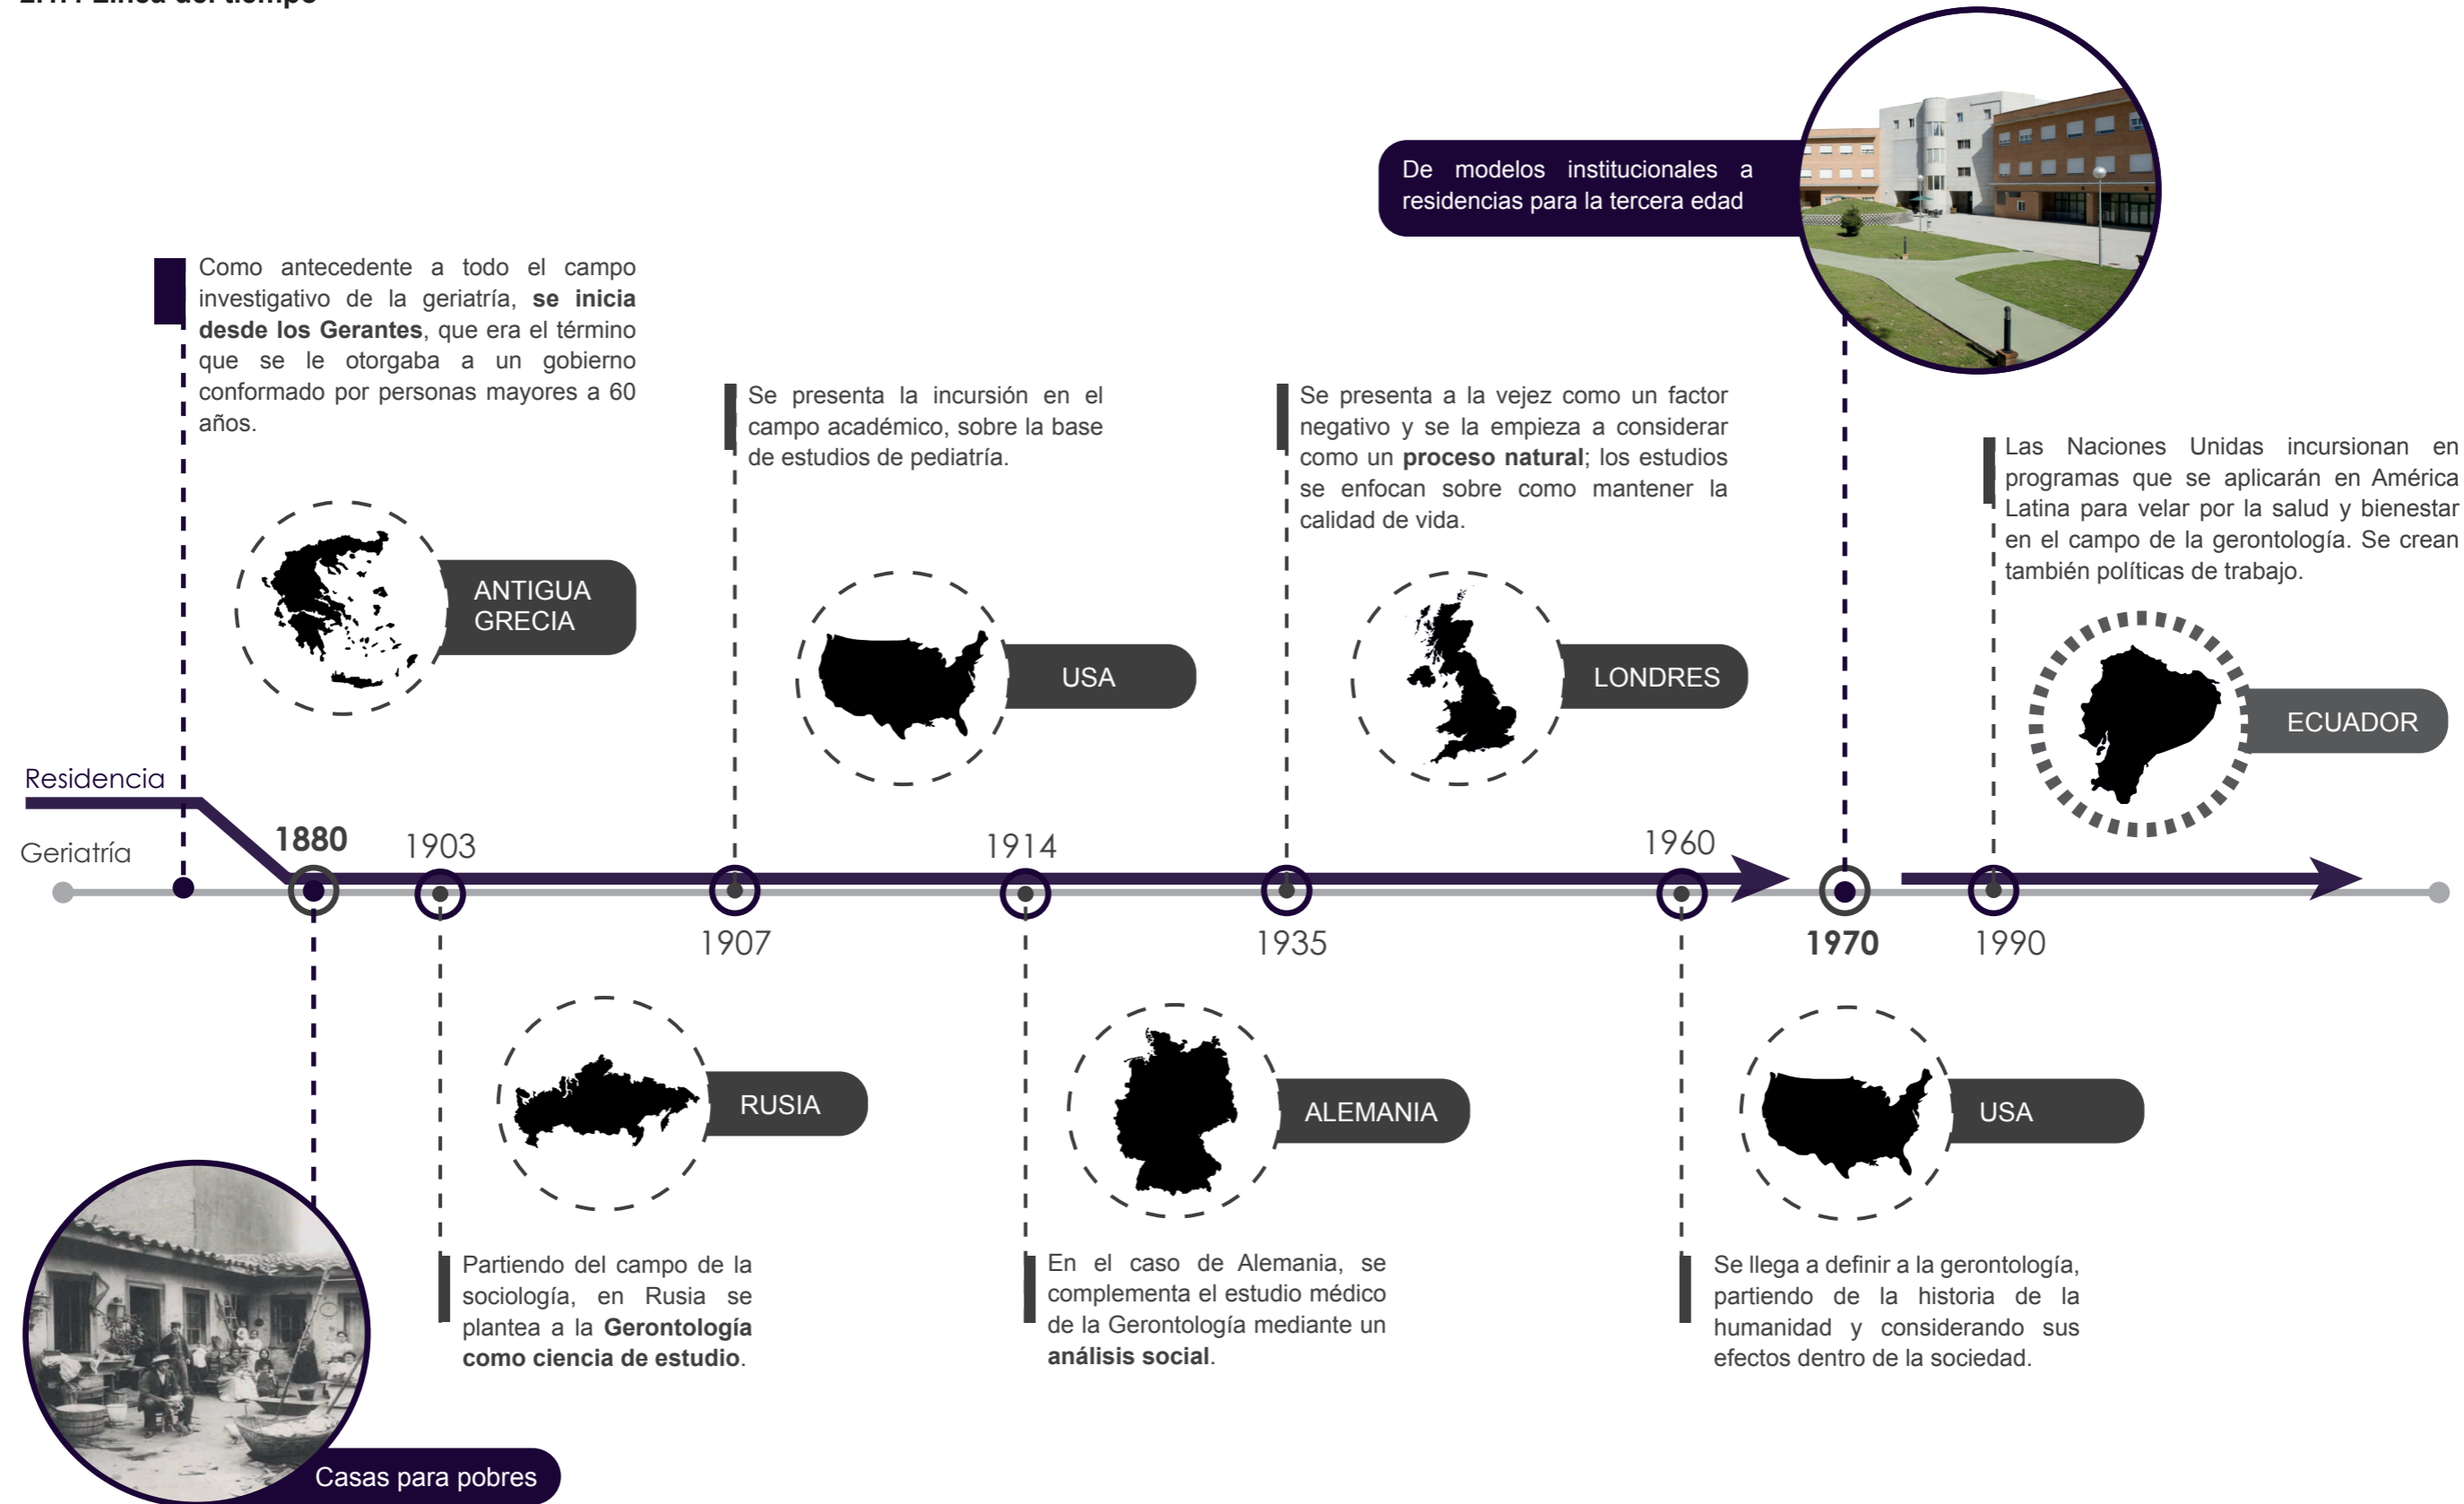 2.1.1 Línea del tiempo
De modelos institucionales a
residencias para la tercera edad
Como antecedente a todo el campo
investigativo de la geriatría, se inicia
desde los Gerantes, que era el término
que se le otorgaba a un gobierno
conformado por personas mayores a 60
años.
Se presenta la incursión en el
campo académico, sobre la base
de estudios de pediatría.
Se presenta a la vejez como un factor
negativo y se la empieza a considerar
como un proceso natural; los estudios
se enfocan sobre como mantener la
calidad de vida.
Las Naciones Unidas incursionan en
programas que se aplicarán en América
Latina para velar por la salud y bienestar
en el campo de la gerontología. Se crean
también políticas de trabajo.
ANTIGUA
GRECIA
USA
LONDRES
ECUADOR
Residencia
Geriatría
1880
1903
1914
1960
1907
1935
1970
1990
RUSIA
ALEMANIA
USA
Partiendo del campo de la
sociología, en Rusia se
plantea a la Gerontología
como ciencia de estudio.
En el caso de Alemania, se
complementa el estudio médico
de la Gerontología mediante un
análisis social.
Se llega a definir a la gerontología,
partiendo de la historia de la
humanidad y considerando sus
efectos dentro de la sociedad.
Casas para pobres